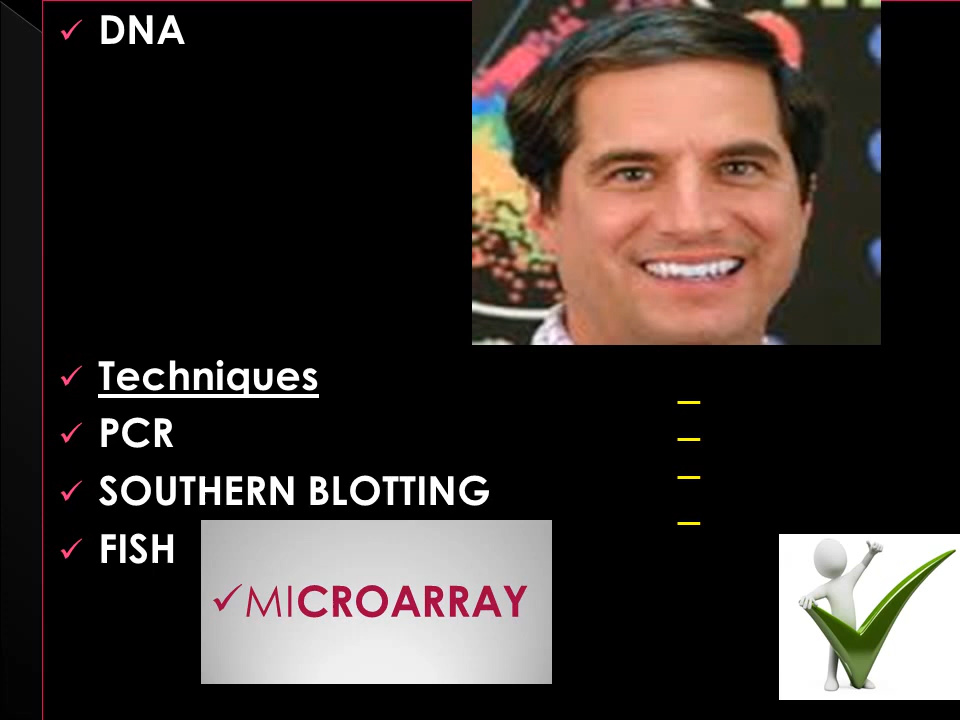 DNA
Techniques
PCR
SOUTHERN BLOTTING
FISH
MICROARRAY